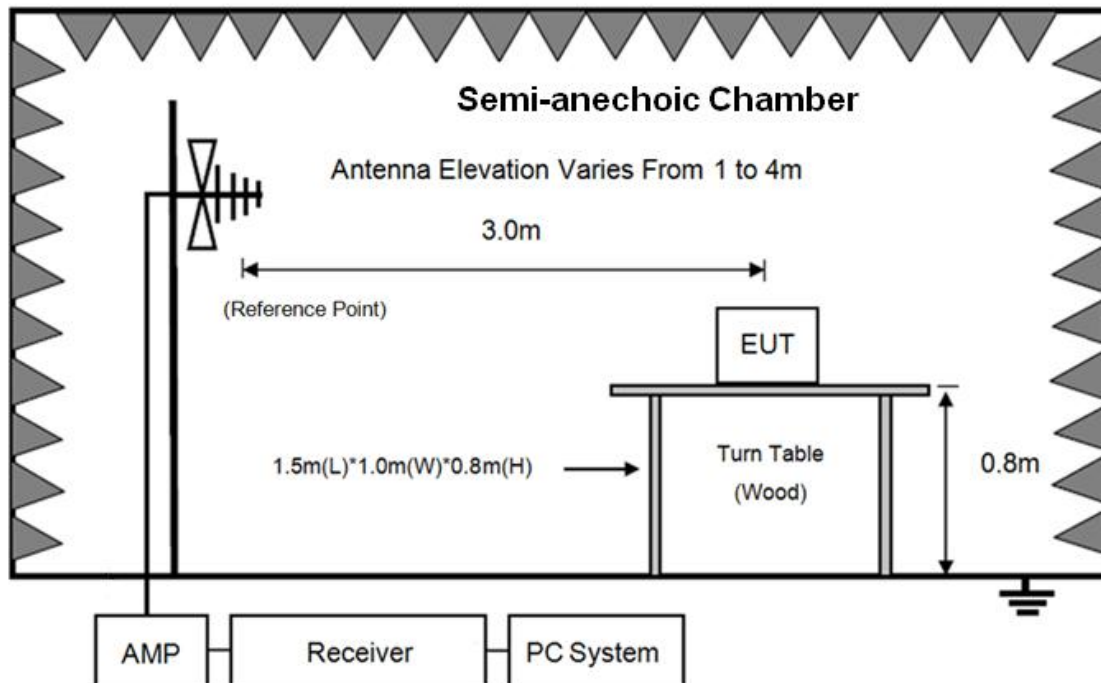 Semi-anechoic Chamber
Antenna Elevation Varies From 1 to 4m
3.0m
(Reference Point)
EUT
1.5m(L)*1.0m(W)*0.8m(H)
Turn Table
(Wood)
0.8m
AMP
Receiver
PC System